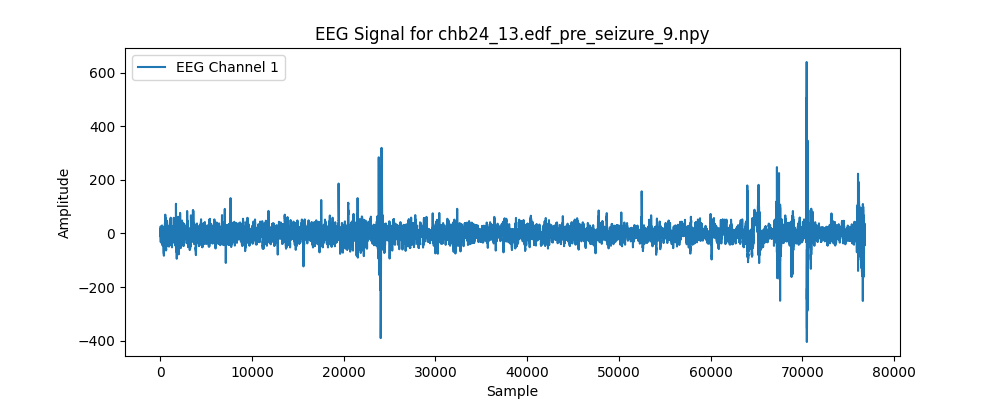 EEG Signal for chb24_13.edf_pre_seizure_9.npy
EEG Channel 1
600
400
200
0
−200
−400
Amplitude
0 10000 20000 30000 40000 50000 60000 70000 80000
Sample